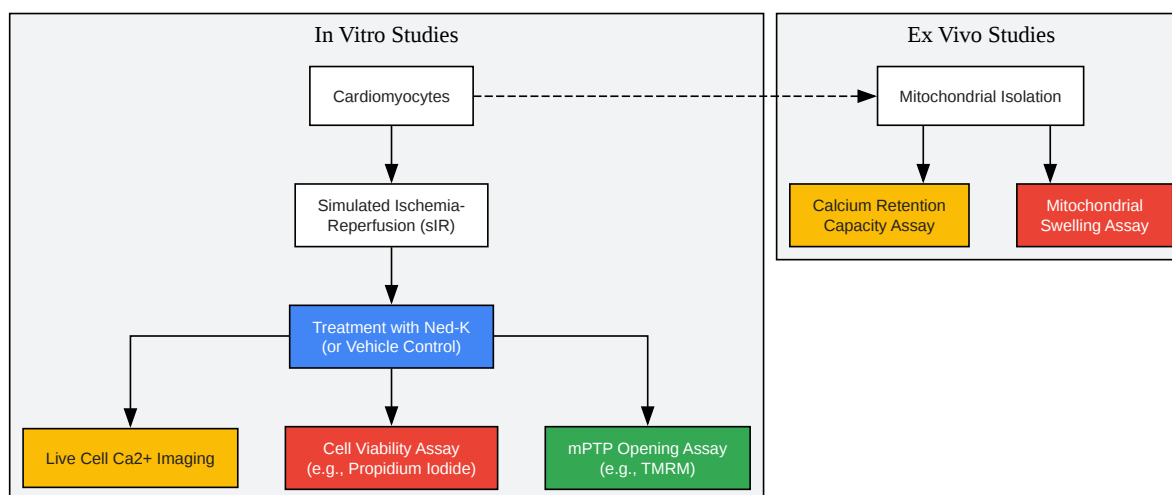 In Vitro Studies
Cardiomyocytes
Simulated Ischemia-
Reperfusion (sIR)
Treatment with Ned-K
(or Vehicle Control)
Live Cell Ca2+ Imaging
Cell Viability Assay
(e.g., Propidium Iodide)
mPTP Opening Assay
(e.g., TMRM)
Ex Vivo Studies
Mitochondrial Isolation
Calcium Retention
Capacity Assay
Mitochondrial
Swelling Assay